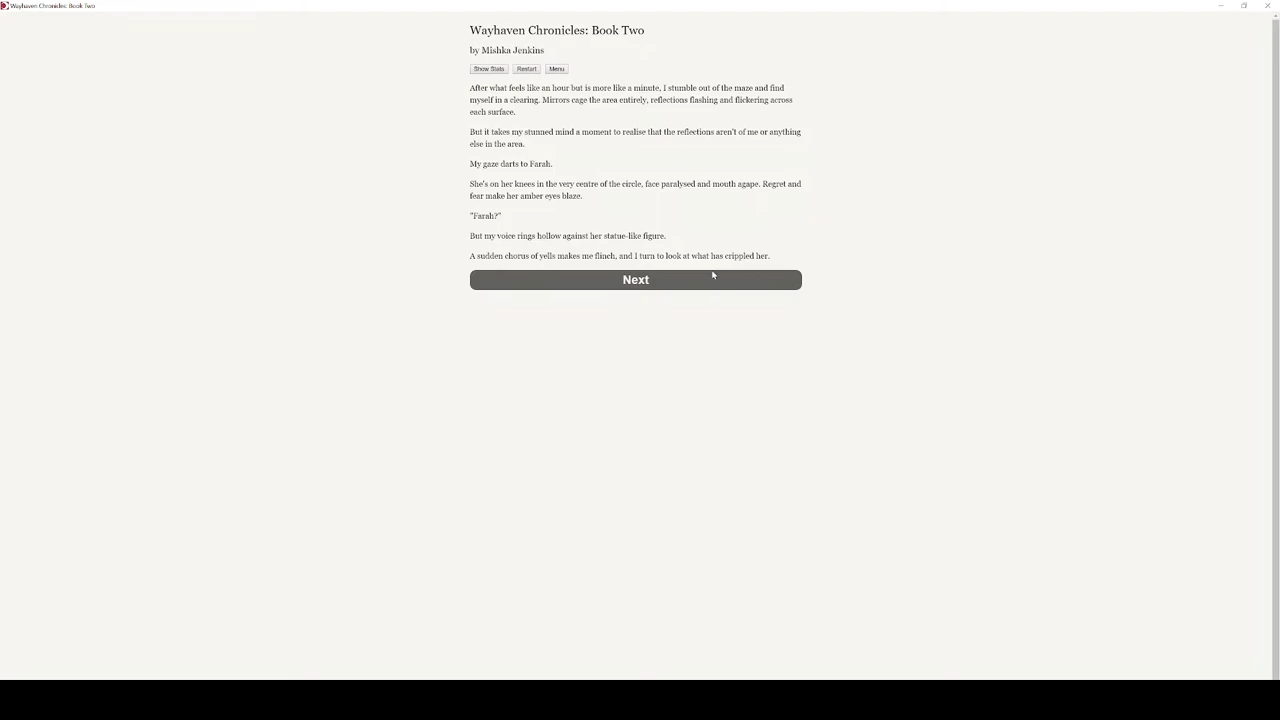 Wayhaven Chronicles: Book Two
Wayhaven Chronicles: Book Two
by Mishka Jenkins
Show Stats Restart Menu
After what feels like an hour but is more like a minute, I stumble out of the maze and find
myself in a clearing. Mirrors cage the area entirely, reflections flashing and flickering across
each surface.
But it takes my stunned mind a moment to realise that the reflections aren't of me or anything
else in the area.
My gaze darts to Farah.
She's on her knees in the very centre of the circle, face paralysed and mouth agape. Regret and
fear make her amber eyes blaze.
"Farah?"
But my voice rings hollow against her statue-like figure.
A sudden chorus of yells makes me flinch, and I turn to look at what has crippled her.
Next